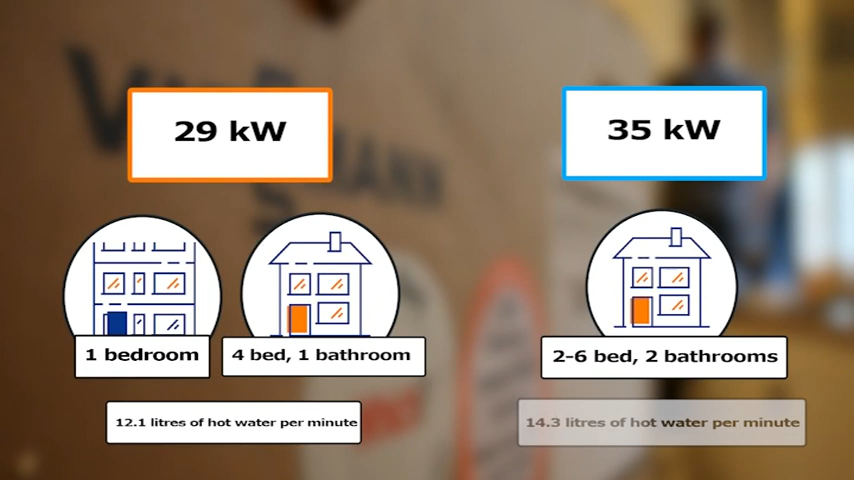 29 kW
35 kW
1 bedroom
4 bed, 1 bathroom
2-6 bed, 2 bathrooms
12.1 litres of hot water per minute
14.3 litres of hot water per minute